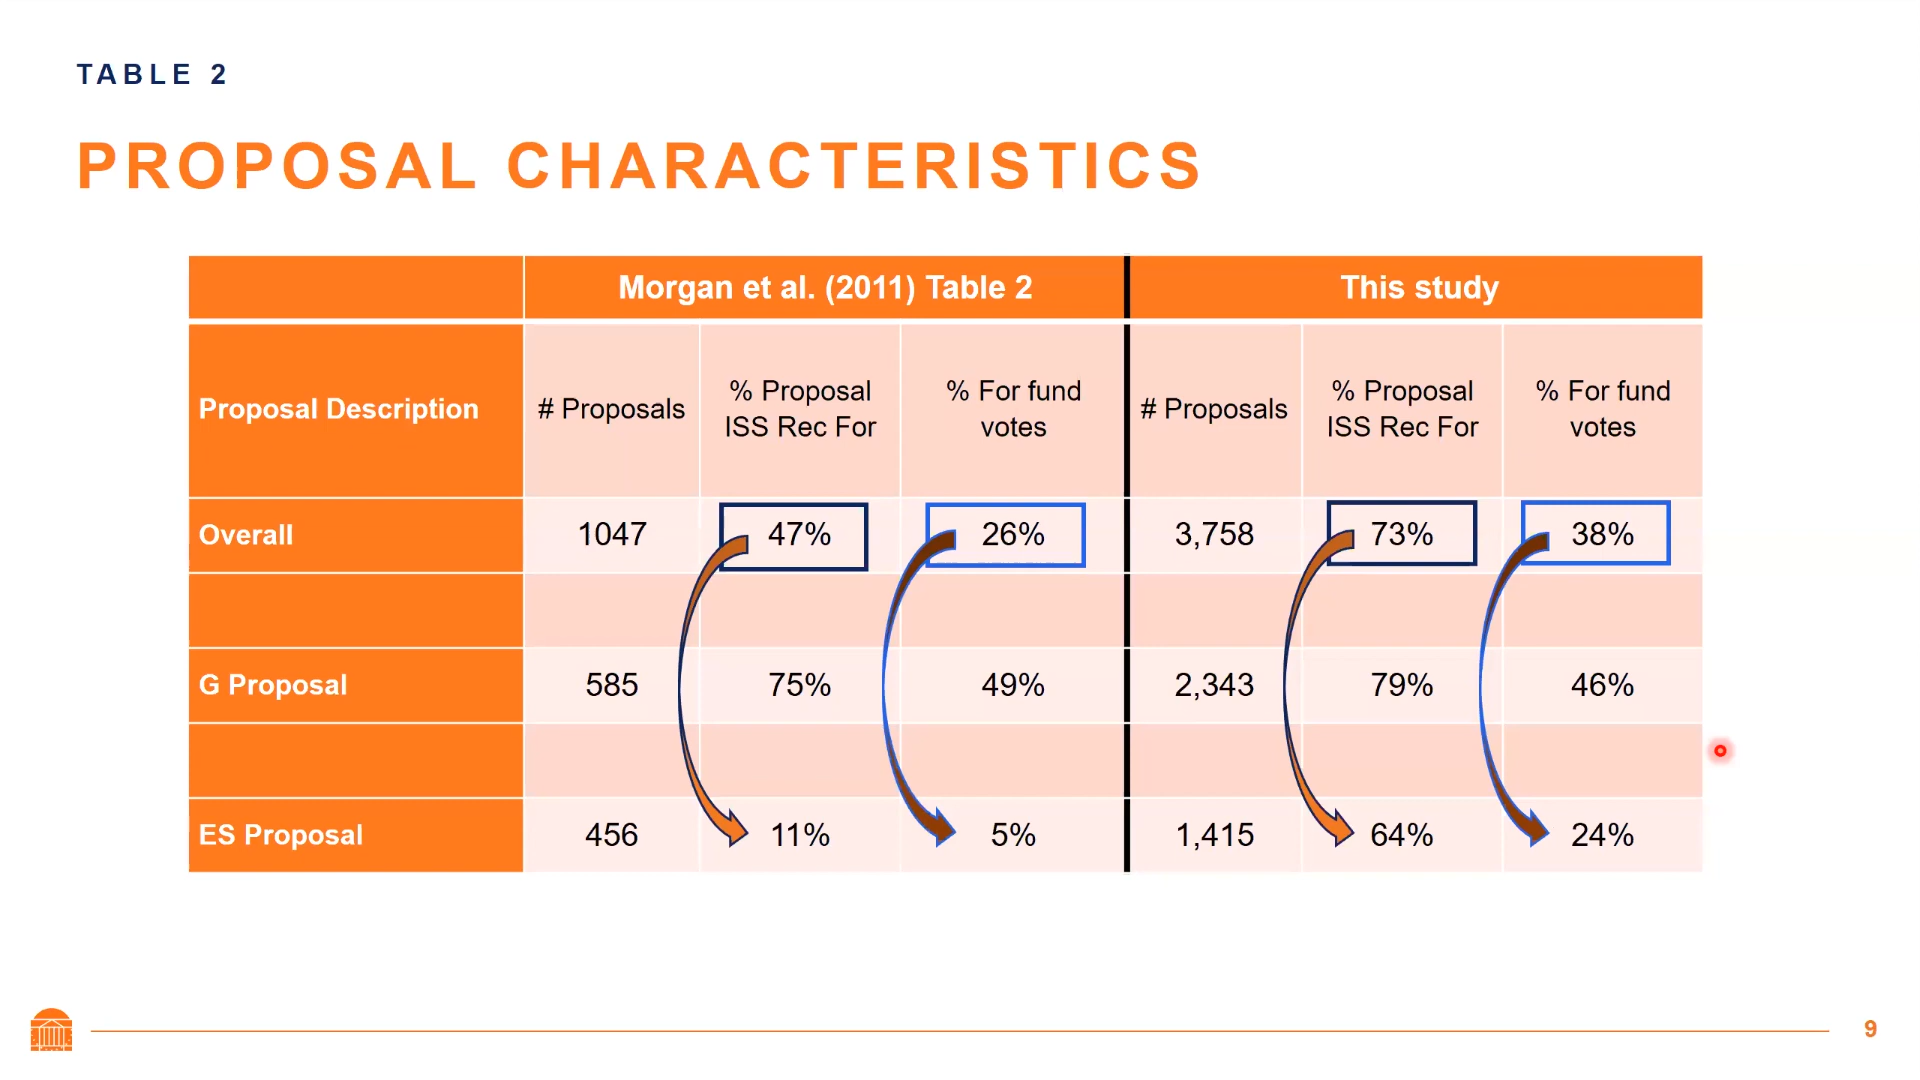 TABLE 2
PROPOSAL CHARACTERISTICS
Morgan et al. (2011) Table 2
This study
Proposal Description
# Proposals
% Proposal
ISS Rec For
% For fund
votes
# Proposals
% Proposal
ISS Rec For
% For fund
votes
Overall 1047 47% 26% 3,758 73% 38%
G Proposal 585 75% 49% 2,343 79% 46%
ES Proposal 456 11% 5% 1,415 64% 24%
9